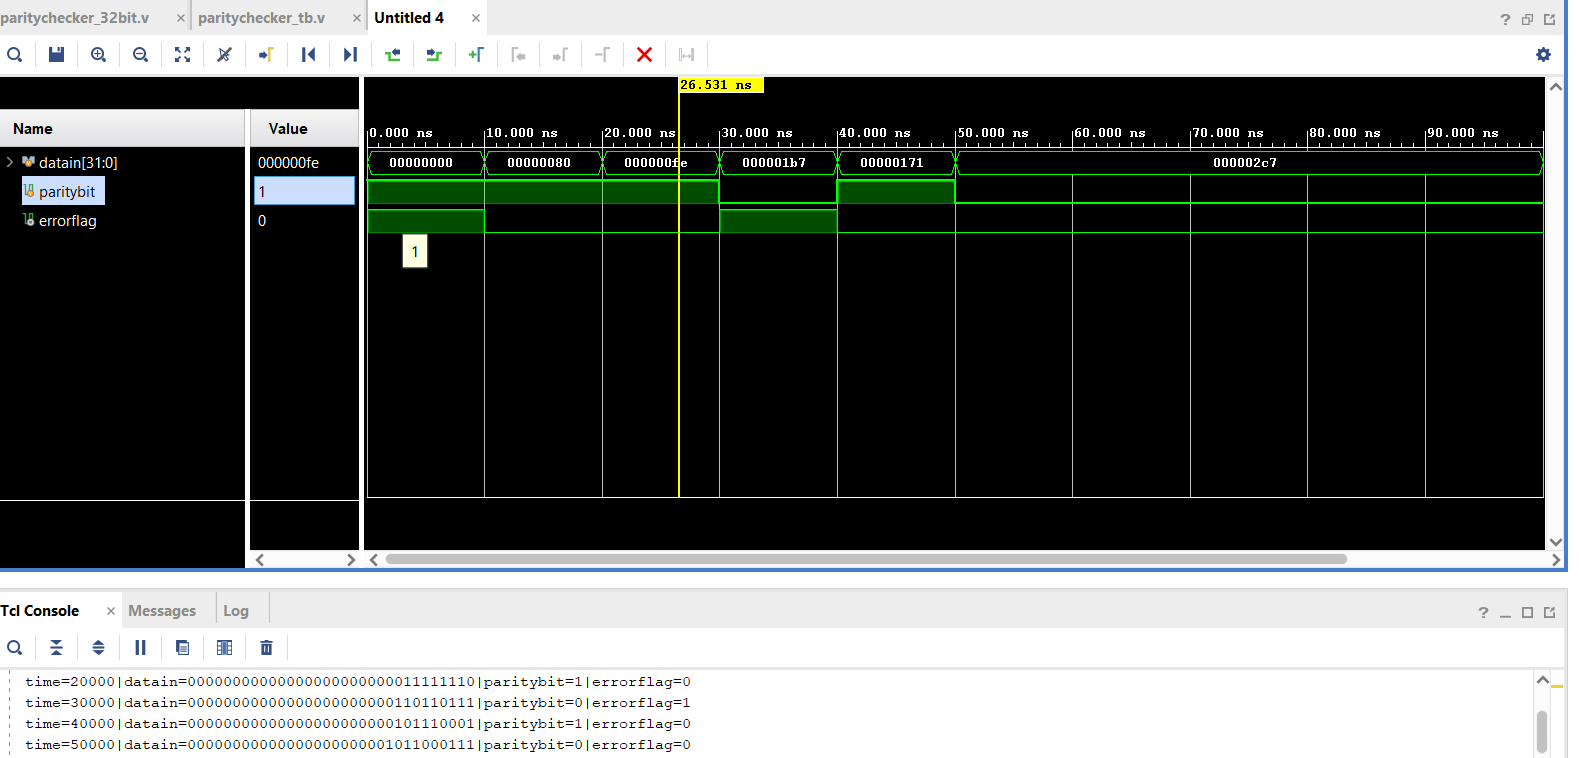 paritychecker_32bit.v × paritychecker_tb.v × Untitled 4 ×
26.531 ns
Name Value
0.000 ns 10.000 ns 20.000 ns 30.000 ns 40.000 ns 50.000 ns 60.000 ns 70.000 ns 80.000 ns 90.000 ns
datain[31:0] 000000fe 00000000 00000080 000000fe 000001b7 00000171 000002c7
paritybit 1
errorflag 0
1
Tcl Console × Messages Log
time=20000|datain=00000000000000000000000011111110|paritybit=1|errorflag=0
time=30000|datain=00000000000000000000000110110111|paritybit=0|errorflag=1
time=40000|datain=00000000000000000000000101110001|paritybit=1|errorflag=0
time=50000|datain=00000000000000000000001011000111|paritybit=0|errorflag=0